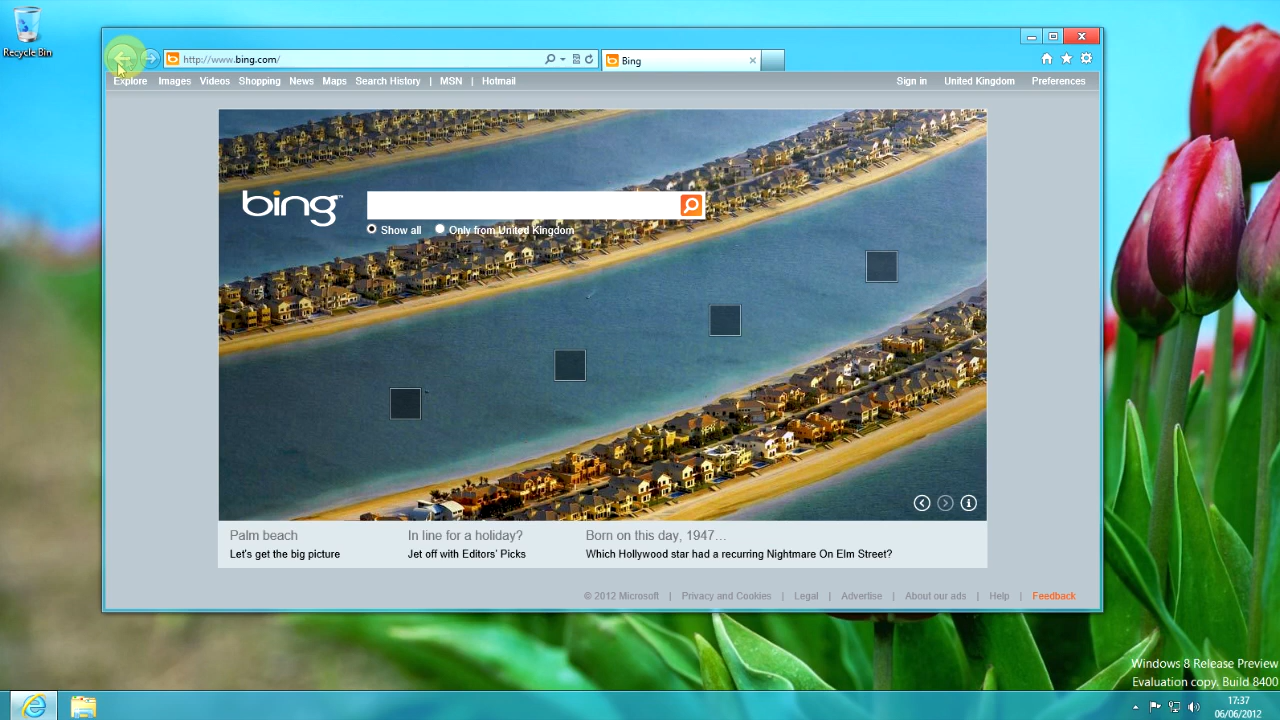 Recycle Bin
http://www.bing.com/
Bing
Explore Images Videos Shopping News Maps Search History | MSN | Hotmail
Sign in United Kingdom Preferences
bing™
Show all Only from United Kingdom
Palm beach
Let's get the big picture
In line for a holiday?
Jet off with Editors' Picks
Born on this day, 1947...
Which Hollywood star had a recurring Nightmare On Elm Street?
© 2012 Microsoft | Privacy and Cookies | Legal | Advertise | About our ads | Help | Feedback
Windows 8 Release Preview
Evaluation copy. Build 8400
17:37
06/06/2012